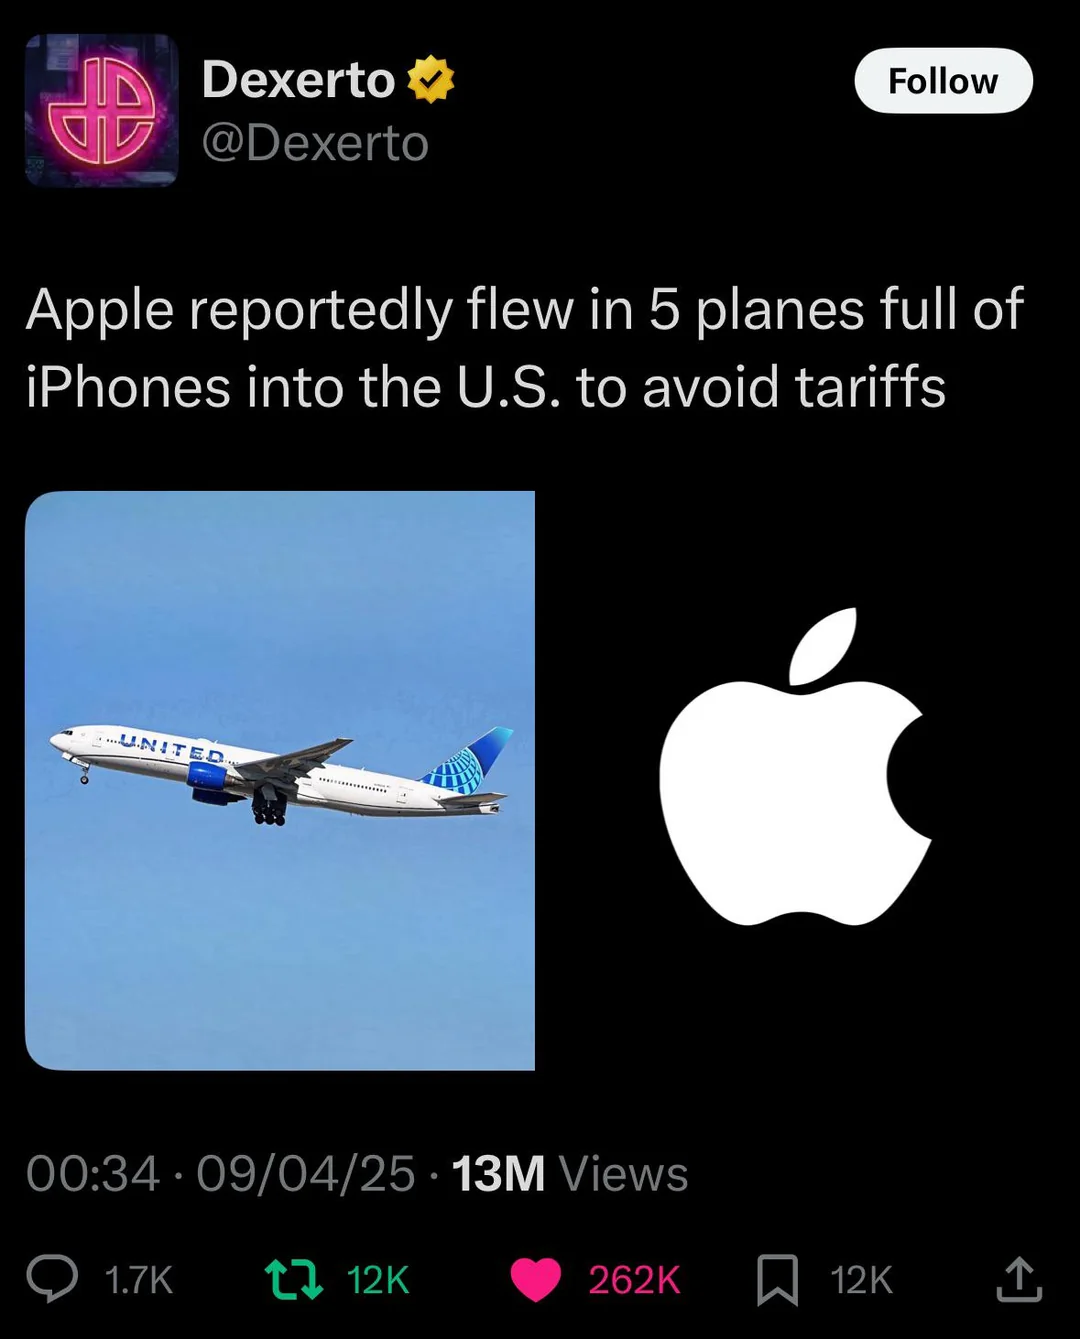 Dexerto
Follow
@Dexerto
Apple reportedly flew in 5 planes full of
iPhones into the U.S. to avoid tariffs
UNITED
00:34 · 09/04/25 · 13M Views
1.7K 12K 262K 12K